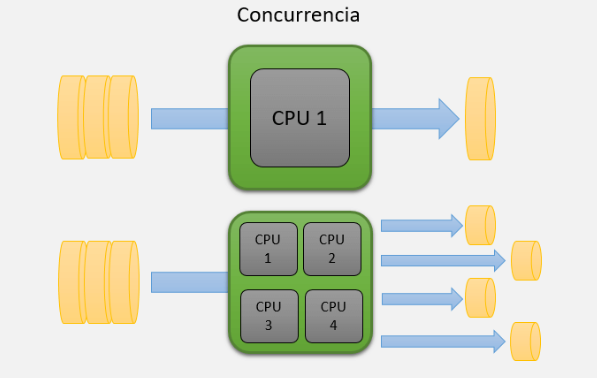 Concurrencia
CPU 1
CPU
1
CPU
2
CPU
3
CPU
4